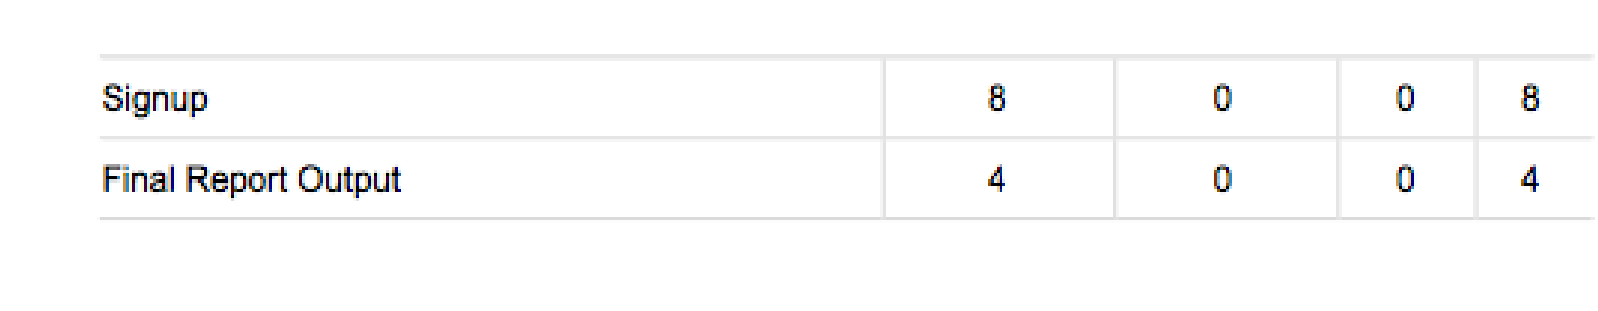 Signup 8 0 0 8
Final Report Output 4 0 0 4